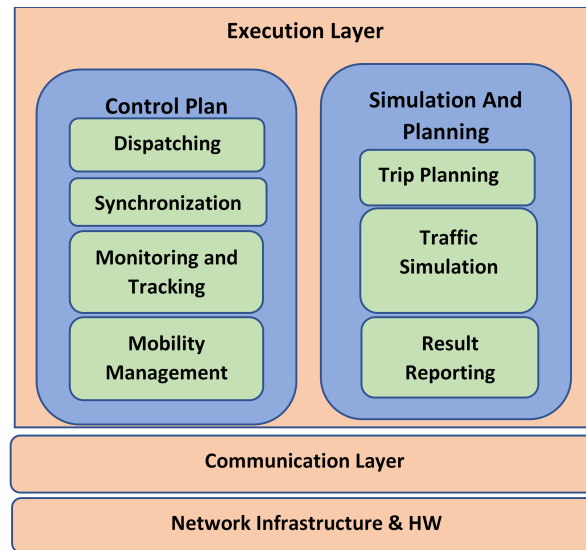 Execution Layer
Control Plan
Dispatching
Synchronization
Monitoring and
Tracking
Mobility
Management
Simulation And
Planning
Trip Planning
Traffic
Simulation
Result
Reporting
Communication Layer
Network Infrastructure & HW